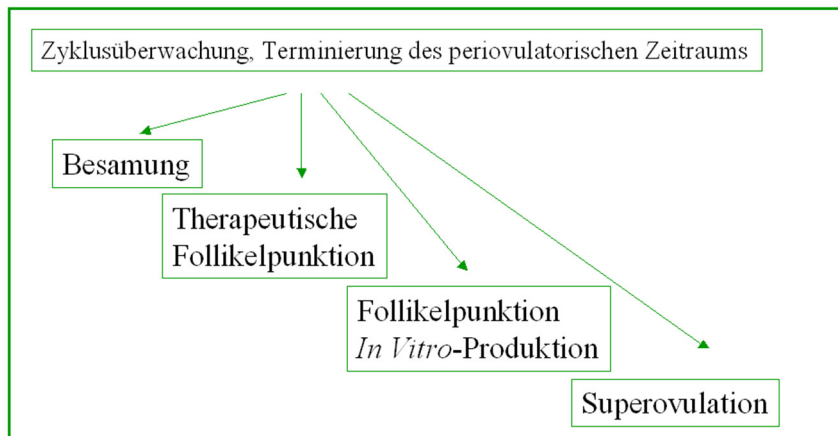 Zyklusüberwachung, Terminierung des periovulatorischen Zeitraums
Besamung
Therapeutische
Follikelpunktion
Follikelpunktion
In Vitro-Produktion
Superovulation